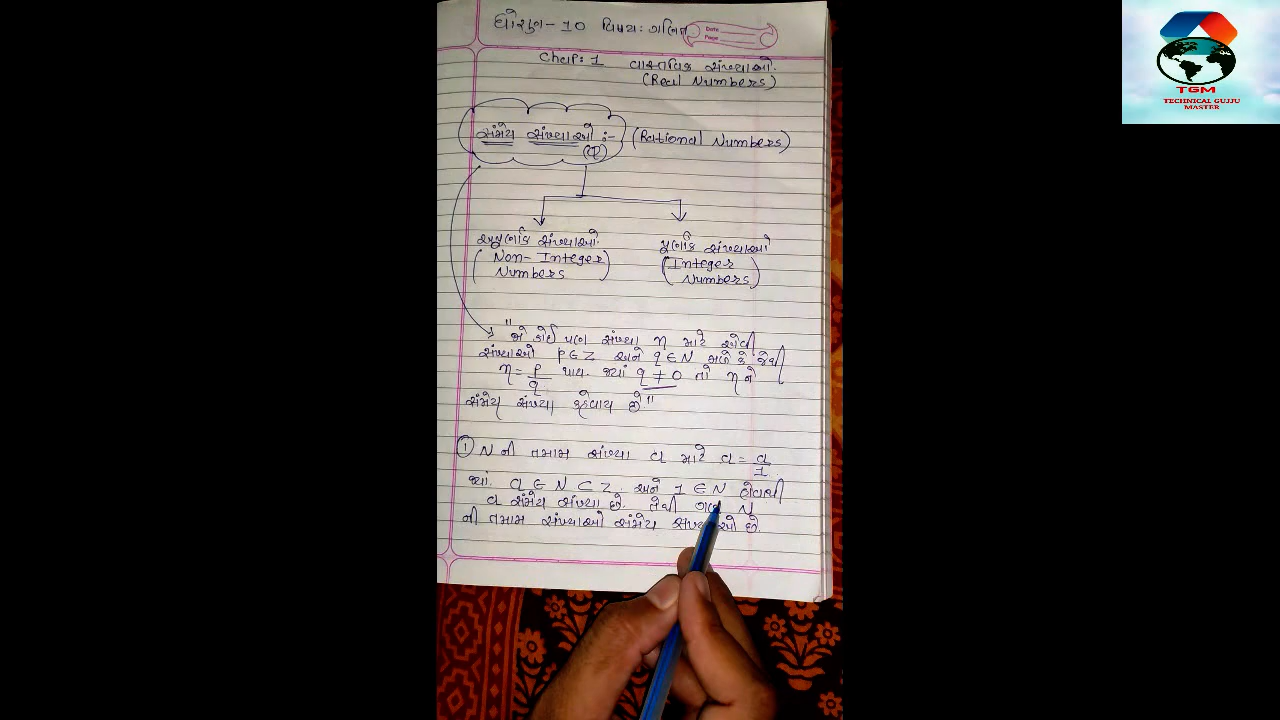 ધોરણ- 10 વિષય: ગણિત
Date
Page
Chap: 1 વાસ્તવિક સંખ્યાઓ.
(Real Numbers)
સંમેય સંખ્યાઓ :- (Rational Numbers)
(Q)
અપૂર્ણાંક સંખ્યાઓ. પૂર્ણાંક સંખ્યાઓ
(Non-Integer Numbers) (Integer Numbers)
"જો કોઈ પણ સંખ્યા n માટે એવી
સંખ્યાઓ p∈Z અને q∈N મળે કે જેથી
n = p/q થાય. જ્યાં q ≠ 0 તો n ને
સંમેય સંખ્યા કહેવાય છે."
① N ની તમામ સંખ્યા a માટે a = a/1
જ્યાં a ∈ N ⊂ Z. અને 1 ∈ N હોવાથી
a સંમેય સંખ્યા છે. તેથી ગણ N
ની તમામ સંખ્યાઓ સંમેય સંખ્યાઓ છે.
TGM
TECHNICAL GUJJU
MASTER